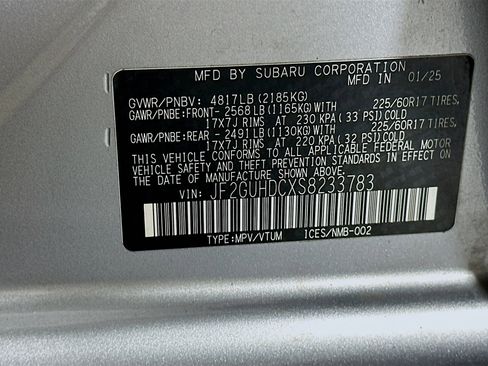 MFD BY SUBARU CORPORATION
MFD IN 01/25
GVWR/PNBV: 4817LB (2185KG)
GAWR/PNBE:FRONT-2568LB(1165KG)WITH 225/60R17 TIRES,
17X7J RIMS AT 230 KPA (33 PSI)COLD
GAWR/PNBE:REAR -2491LB(1130KG)WITH 225/60R17 TIRES,
17X7J RIMS AT 220 KPA (32 PSI)COLD
THIS VEHICLE CONFORMS TO ALL APPLICABLE FEDERAL MOTOR
VEHICLE SAFETY AND THEFT PREVENTION STANDARDS IN EFFECT
ON THE DATE OF MANUFACTURE SHOWN ABOVE.
VIN: JF2GUHDCXS8233783
TYPE:MPV/VTUM ICES/NMB-002